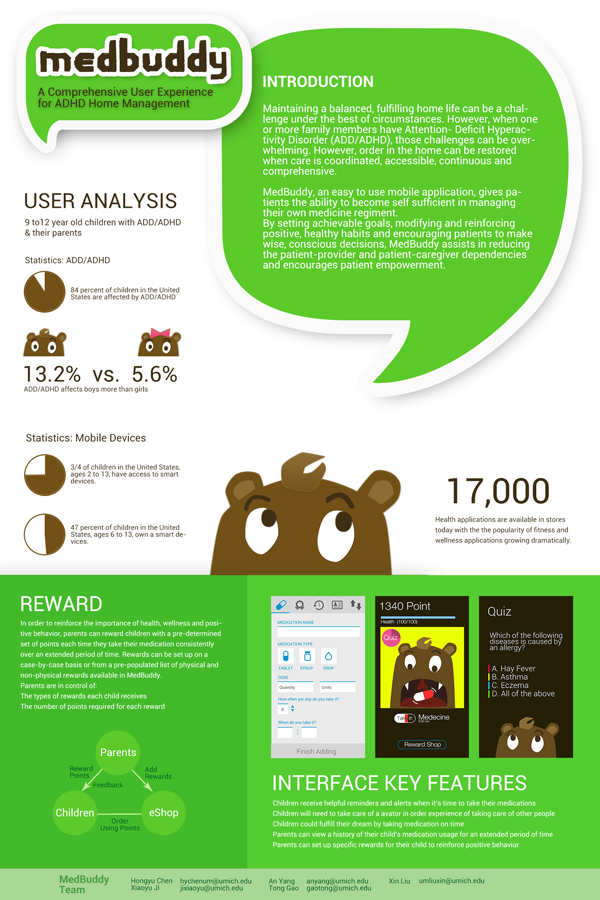 medbuddy
A Comprehensive User Experience
for ADHD Home Management
INTRODUCTION
Maintaining a balanced, fulfilling home life can be a chal-
lenge under the best of circumstances. However, when one
or more family members have Attention- Deficit Hyperac-
tivity Disorder (ADD/ADHD), those challenges can be over-
whelming. However, order in the home can be restored
when care is coordinated, accessible, continuous and
comprehensive.
MedBuddy, an easy to use mobile application, gives pa-
tients the ability to become self sufficient in managing
their own medicine regiment.
By setting achievable goals, modifying and reinforcing
positive, healthy habits and encouraging patients to make
wise, conscious decisions, MedBuddy assists in reducing
the patient-provider and patient-caregiver dependencies
and encourages patient empowerment.
USER ANALYSIS
9 to12 year old children with ADD/ADHD
& their parents
Statistics: ADD/ADHD
84 percent of children in the United
States are affected by ADD/ADHD
13.2% vs. 5.6%
ADD/ADHD affects boys more than girls
Statistics: Mobile Devices
3/4 of children in the United States,
ages 2 to 13, have access to smart
devices.
47 percent of children in the United
States, ages 6 to 13, own a smart de-
vices.
17,000
Health applications are available in stores
today with the the popularity of fitness and
wellness applications growing dramatically.
REWARD
In order to reinforce the importance of health, wellness and posi-
tive behavior, parents can reward children with a pre-determined
set of points each time they take their medication consistently
over an extended period of time. Rewards can be set up on a
case-by-case basis or from a pre-populated list of physical and
non-physical rewards available in MedBuddy.
Parents are in control of:
The types of rewards each child receives
The number of points required for each reward
Parents
Reward
Points
Add
Rewards
Feedback
Children
eShop
Order
Using Points
MEDICATION NAME
MEDICATION TYPE
TABLET SYRUP DROP
DOSE
Quantity Units
How often per day do you take it?
0
When do you take it?
:
Finish Adding
1340 Point
Health (100/100)
Quiz
Take it Medecine
Reward Shop
Quiz
Which of the following
diseases is caused by
an allergy?
A. Hay Fever
B. Asthma
C. Eczema
D. All of the above
INTERFACE KEY FEATURES
Children receive helpful reminders and alerts when it's time to take their medications
Children will need to take care of a avator in order experience of taking care of other people
Children could fulfill their dream by taking medication on time
Parents can view a history of their child's medication usage for an extended period of time
Parents can set up specific rewards for their child to reinforce positive behavior
MedBuddy
Team
Hongyu Chen hychenum@umich.edu An Yang anyang@umich.edu Xin Liu umliuxin@umich.edu
Xiaoyu Ji jixiaoyu@umich.edu Tong Gao gaotong@umich.edu